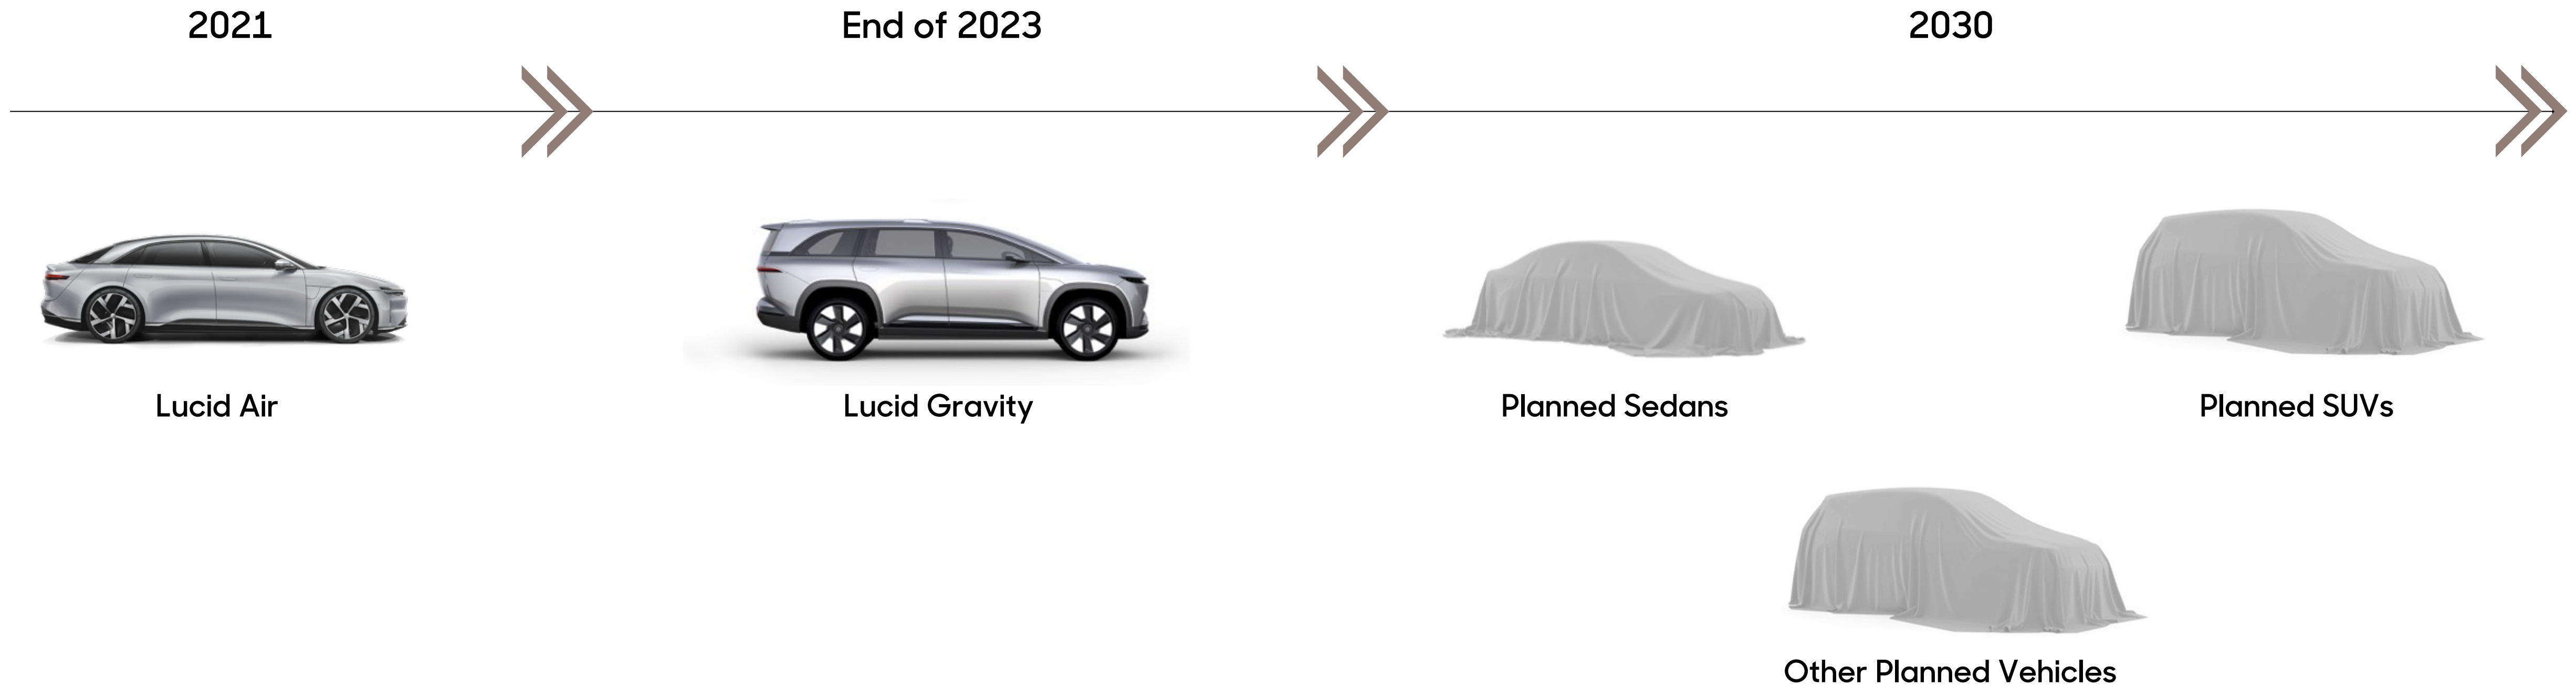 2021
End of 2023
2030
Lucid Air
Lucid Gravity
Planned Sedans
Planned SUVs
Other Planned Vehicles